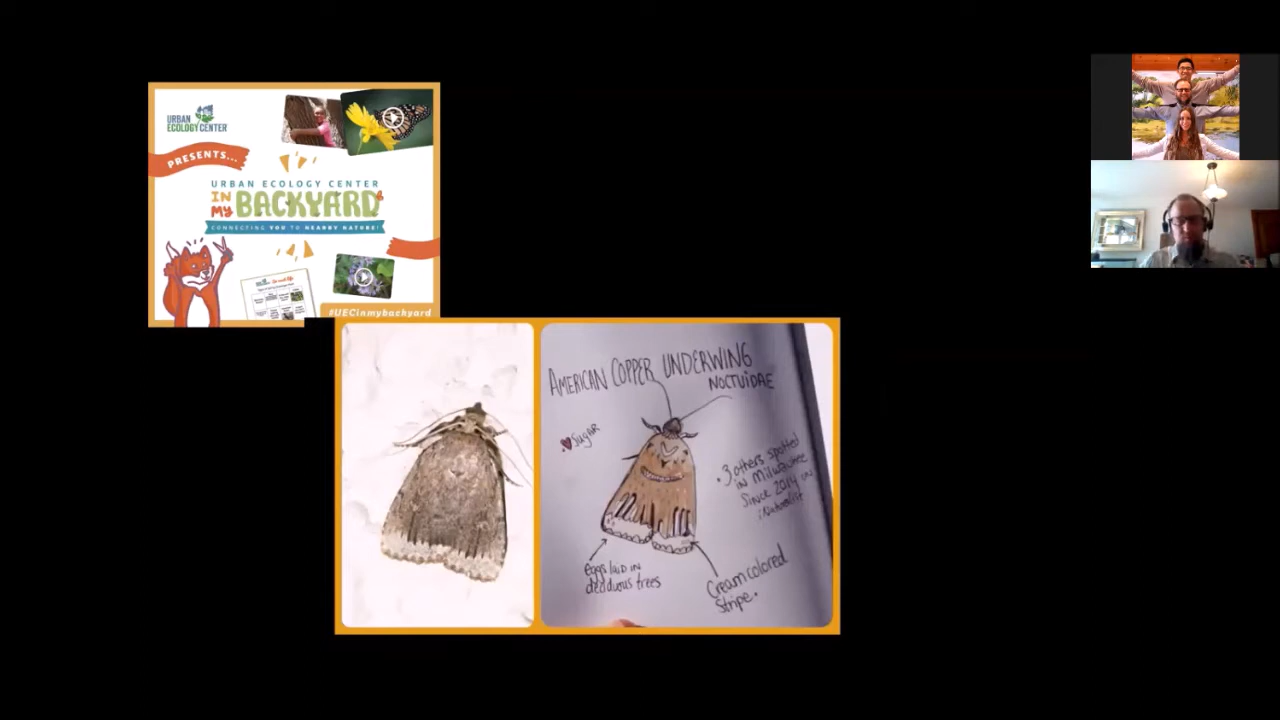 URBAN
ECOLOGY CENTER
PRESENTS...
URBAN ECOLOGY CENTER
IN MY BACKYARD
CONNECTING YOU TO NEARBY NATURE!
#UECinmybackyard
AMERICAN COPPER UNDERWING
NOCTUIDAE
Sugar
• 3 others spotted
in Milwaukee
Since 2014 on
iNaturalist
eggs laid in
deciduous trees
Cream colored
Stripe.